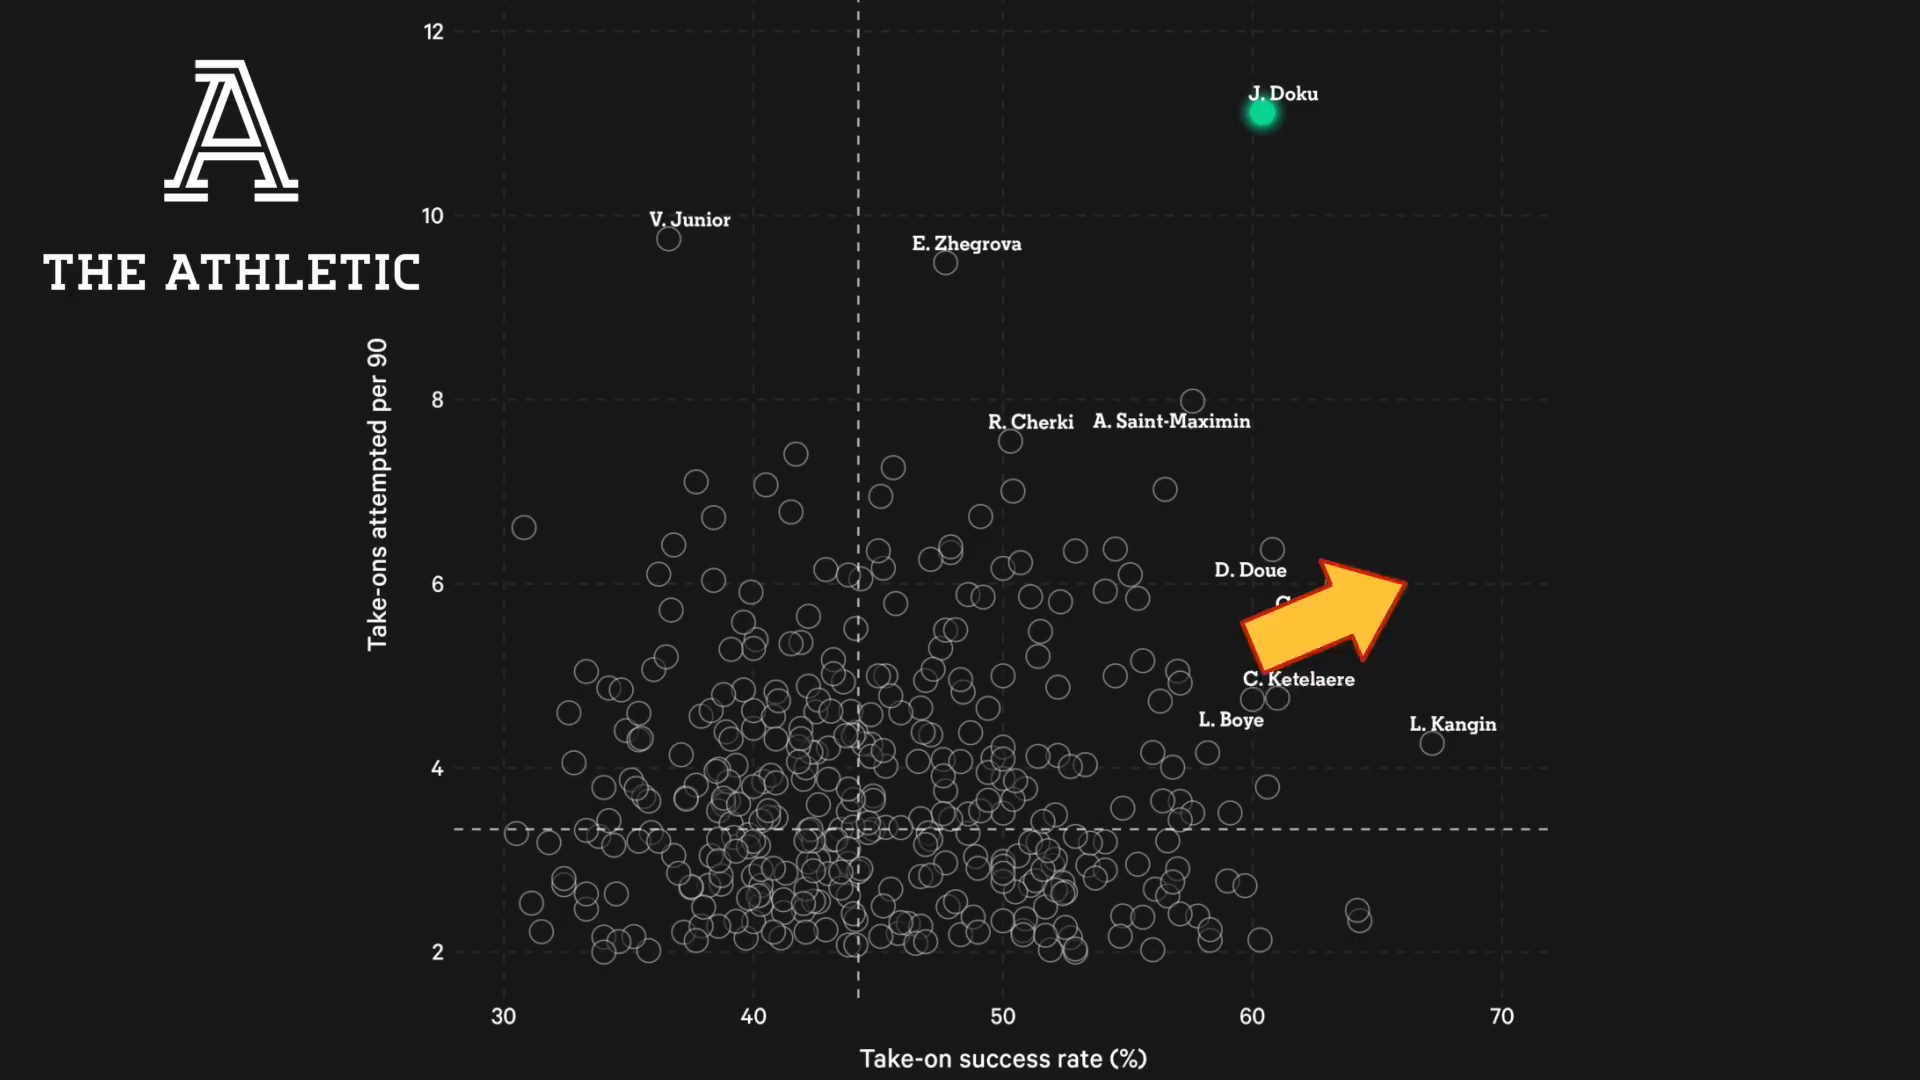 THE ATHLETIC
Take-ons attempted per 90
12
10
8
6
4
2
J. Doku
V. Junior
E. Zhegrova
R. Cherki
A. Saint-Maximin
D. Doue
C. Ketelaere
L. Boye
L. Kangin
30
40
50
60
70
Take-on success rate (%)